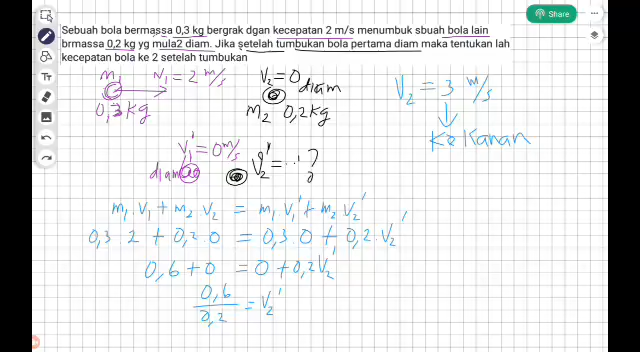 Sebuah bola bermassa 0,3 kg bergrak dgan kecepatan 2 m/s menumbuk sbuah bola lain
brmassa 0,2 kg yg mula2 diam. Jika setelah tumbukan bola pertama diam maka tentukan lah
kecepatan bola ke 2 setelah tumbukan
Present
m₁ V₁ = 2 m/s
0,3 kg
V₂ = 0 diam
m₂ 0,2 kg
V₂ = 3 m/s
↓
Ke Kanan
V₁' = 0 m/s
diam
V₂' = ...?
m₁. V₁ + m₂. V₂ = m₁. V₁' + m₂ V₂'
0,3 . 2 + 0,2 . 0 = 0,3 . 0 + 0,2 . V₂'
0,6 + 0 = 0 + 0,2 V₂'
0,6/0,2 = V₂'